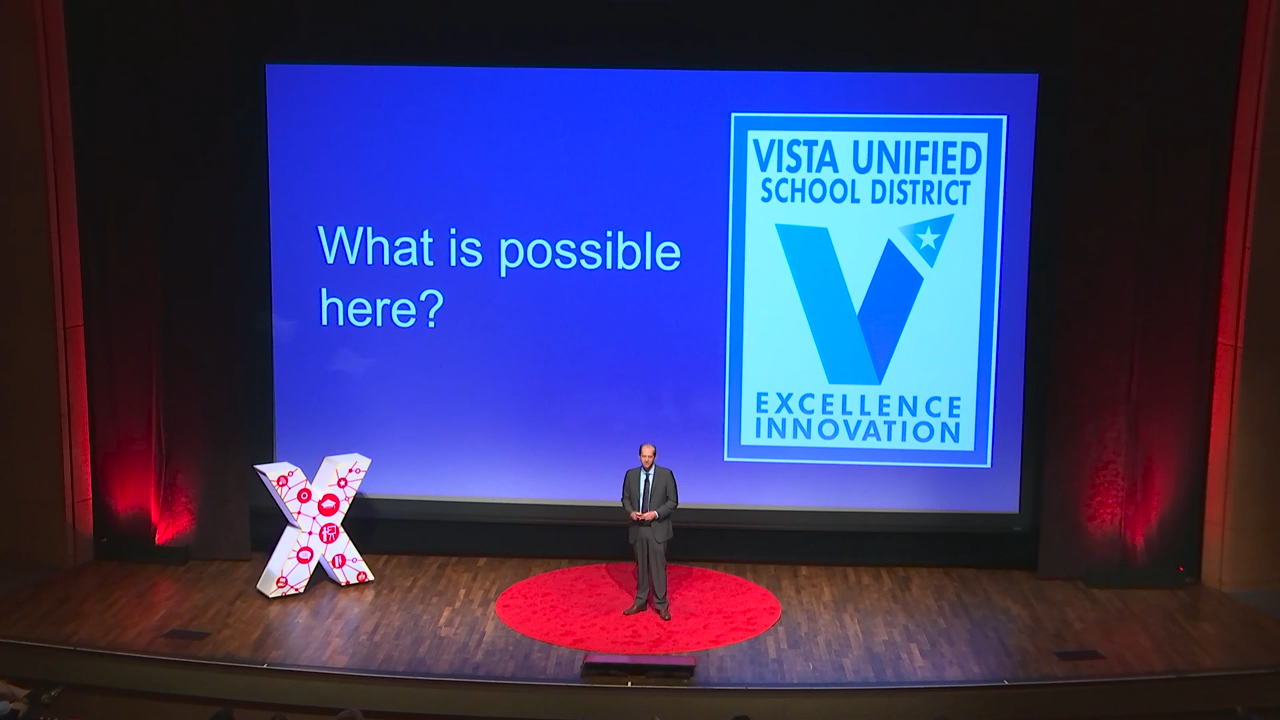 What is possible
here?
VISTA UNIFIED
SCHOOL DISTRICT
EXCELLENCE
INNOVATION
X